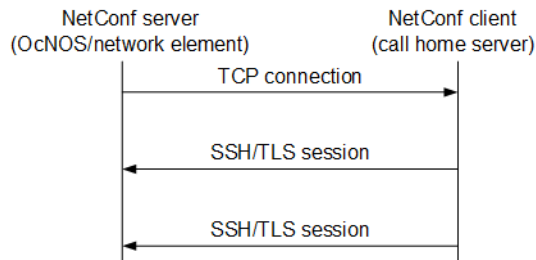 NetConf server
(OcNOS/network element)
NetConf client
(call home server)
TCP connection
SSH/TLS session
SSH/TLS session